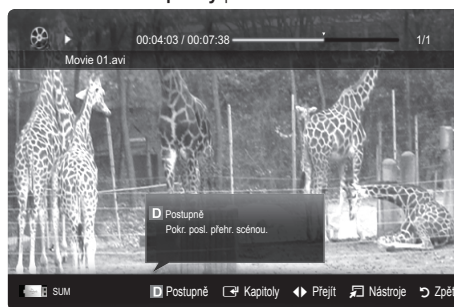 00:04:03 / 00:07:38 1/1
Movie 01.avi
D Postupně
Pokr. posl. přehr. scénou.
SUM D Postupně Kapitoly Přejít Nástroje Zpět